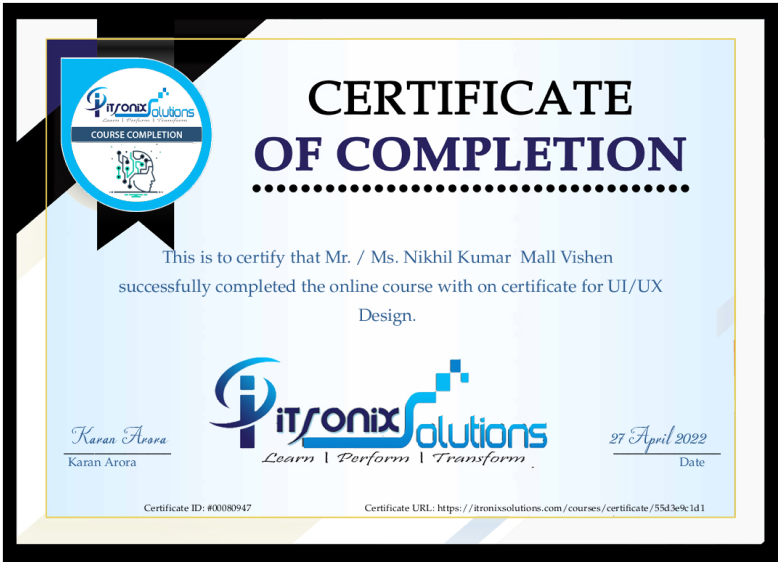 iTronix Solutions
Learn | Perform | Transform
COURSE COMPLETION
CERTIFICATE
OF COMPLETION
This is to certify that Mr. / Ms. Nikhil Kumar Mall Vishen
successfully completed the online course with on certificate for UI/UX
Design.
iTronix Solutions
Learn | Perform | Transform
Karan Arora
27 April 2022
Karan Arora
Date
Certificate ID: #00080947
Certificate URL: https://itronixsolutions.com/courses/certificate/55d3e9c1d1